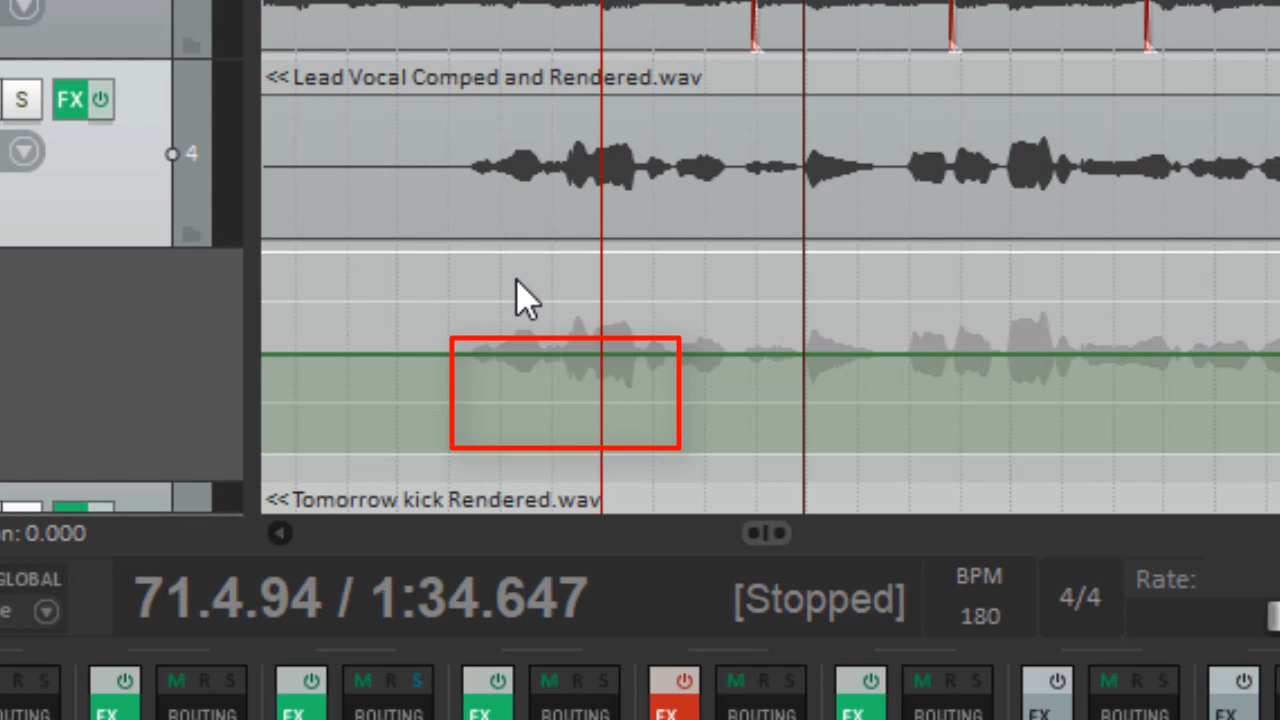 << Lead Vocal Comped and Rendered.wav
S
FX
4
<< Tomorrow kick Rendered.wav
n: 0.000
GLOBAL
e
71.4.94 / 1:34.647
[Stopped]
BPM
180
4/4
Rate:
R S
M R S
M R S
M R S
M R S
M R S
M R S
UTING
FX
ROUTING
FX
ROUTING
FX
ROUTING
FX
ROUTING
FX
ROUTING
FX
ROUTING
FX